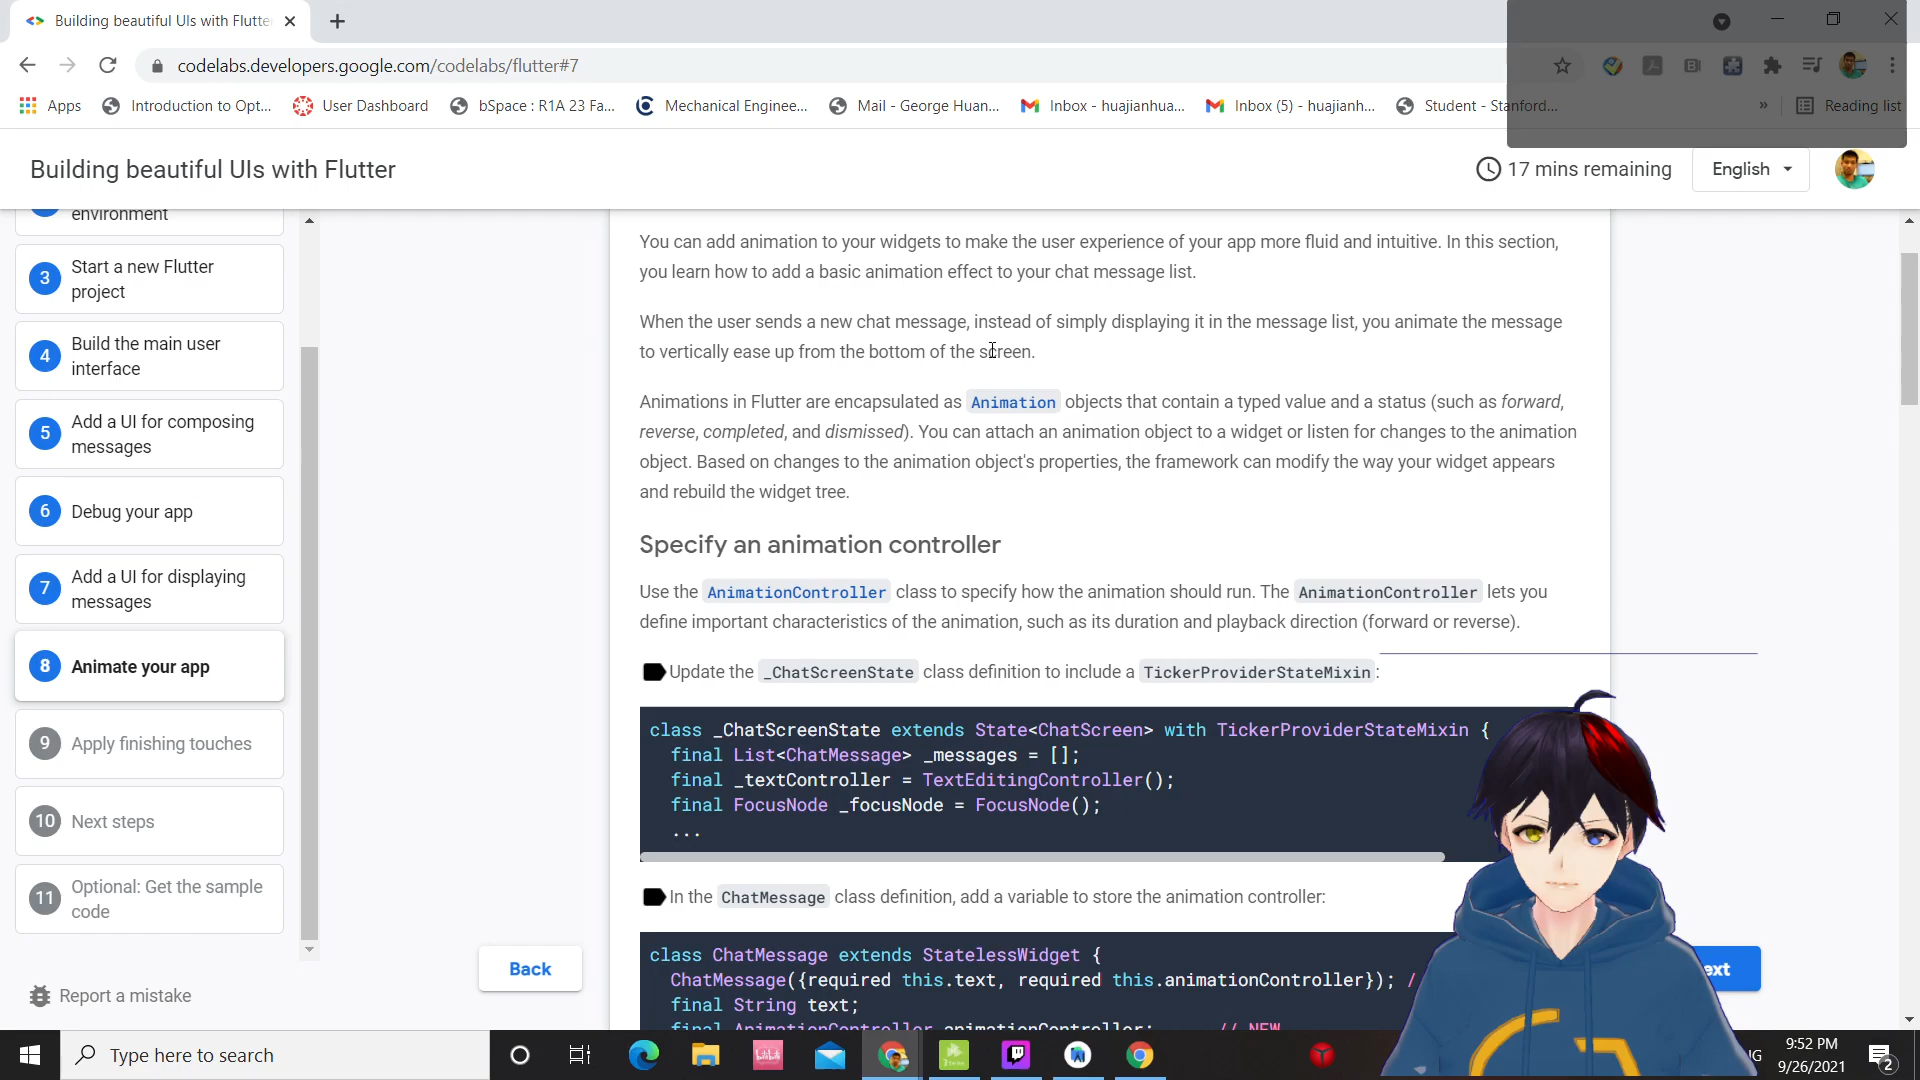 Building beautiful UIs with Flutte
codelabs.developers.google.com/codelabs/flutter#7
Apps
Introduction to Opt...
User Dashboard
bSpace : R1A 23 Fa...
Mechanical Enginee...
Mail - George Huan...
Inbox - huajianhua...
Inbox (5) - huajianh...
Student - Stanford...
»
Reading list
Building beautiful UIs with Flutter
17 mins remaining
English
environment
3 Start a new Flutter
project
4 Build the main user
interface
5 Add a UI for composing
messages
6 Debug your app
7 Add a UI for displaying
messages
8 Animate your app
9 Apply finishing touches
10 Next steps
11 Optional: Get the sample
code
Report a mistake
You can add animation to your widgets to make the user experience of your app more fluid and intuitive. In this section,
you learn how to add a basic animation effect to your chat message list.
When the user sends a new chat message, instead of simply displaying it in the message list, you animate the message
to vertically ease up from the bottom of the screen.
Animations in Flutter are encapsulated as Animation objects that contain a typed value and a status (such as forward,
reverse, completed, and dismissed). You can attach an animation object to a widget or listen for changes to the animation
object. Based on changes to the animation object's properties, the framework can modify the way your widget appears
and rebuild the widget tree.
Specify an animation controller
Use the AnimationController class to specify how the animation should run. The AnimationController lets you
define important characteristics of the animation, such as its duration and playback direction (forward or reverse).
Update the _ChatScreenState class definition to include a TickerProviderStateMixin:
class _ChatScreenState extends State<ChatScreen> with TickerProviderStateMixin {
final List<ChatMessage> _messages = [];
final _textController = TextEditingController();
final FocusNode _focusNode = FocusNode();
...
In the ChatMessage class definition, add a variable to store the animation controller:
class ChatMessage extends StatelessWidget {
ChatMessage({required this.text, required this.animationController}); /
final String text;
final AnimationController animationController; // NEW
Back
ext
Type here to search
9:52 PM
9/26/2021
2